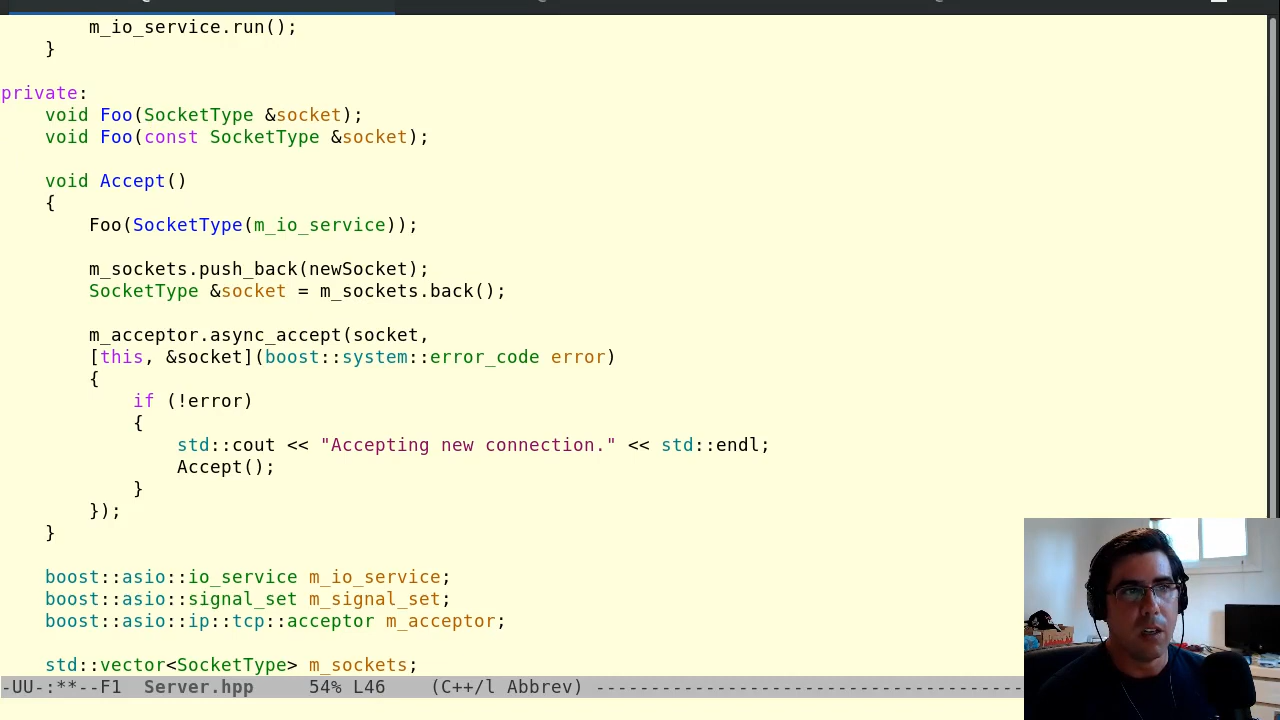 m_io_service.run();
}
private:
void Foo(SocketType &socket);
void Foo(const SocketType &socket);
void Accept()
{
Foo(SocketType(m_io_service));
m_sockets.push_back(newSocket);
SocketType &socket = m_sockets.back();
m_acceptor.async_accept(socket,
[this, &socket](boost::system::error_code error)
{
if (!error)
{
std::cout << "Accepting new connection." << std::endl;
Accept();
}
});
}
boost::asio::io_service m_io_service;
boost::asio::signal_set m_signal_set;
boost::asio::ip::tcp::acceptor m_acceptor;
std::vector<SocketType> m_sockets;
-UU-:**--F1  Server.hpp     54% L46    (C++/l Abbrev) ---------------------------------------